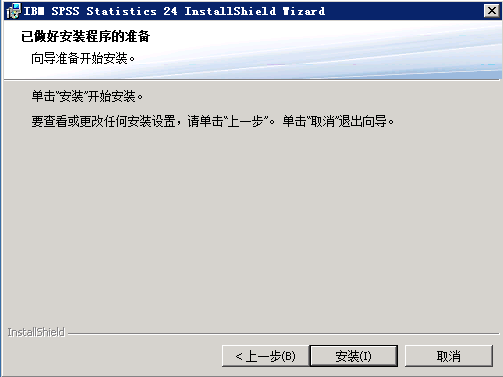 IBM SPSS Statistics 24 InstallShield Wizard
已做好安装程序的准备
向导准备开始安装。
单击“安装”开始安装。
要查看或更改任何安装设置，请单击“上一步”。 单击“取消”退出向导。
InstallShield
< 上一步(B)
安装(I)
取消